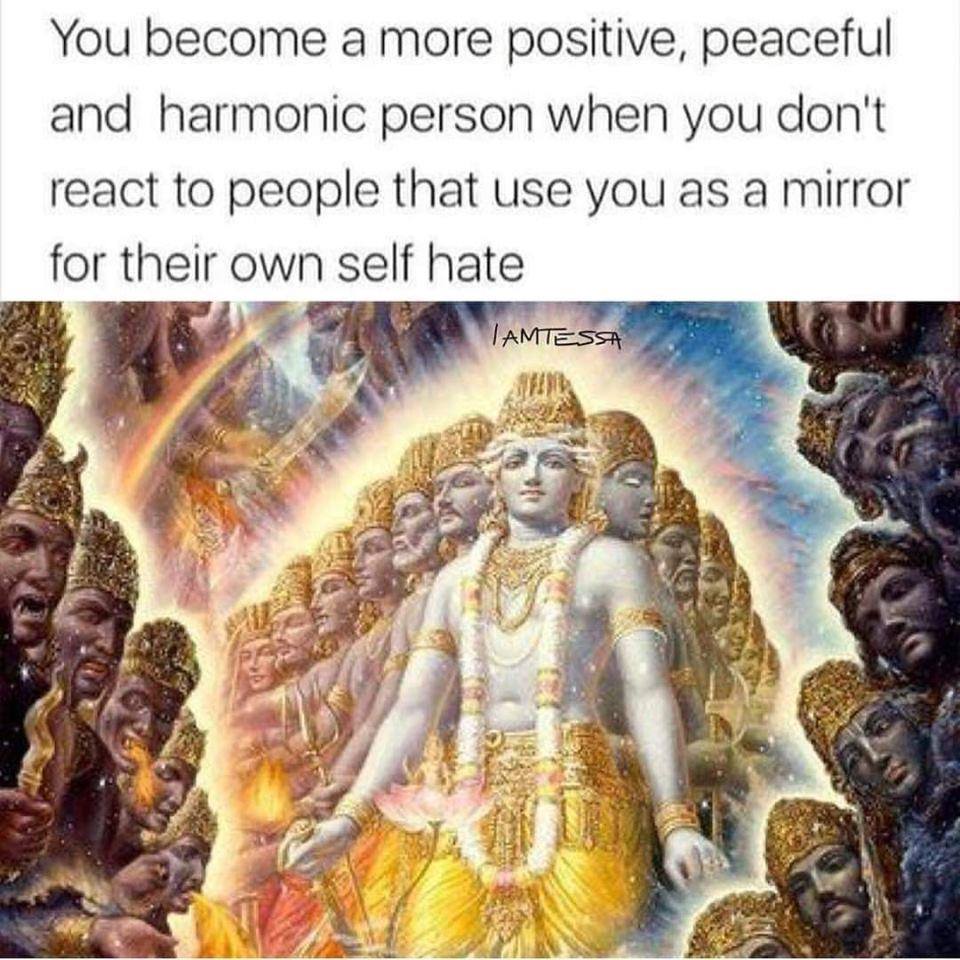 You become a more positive, peaceful
and harmonic person when you don't
react to people that use you as a mirror
for their own self hate
IAMTESSA